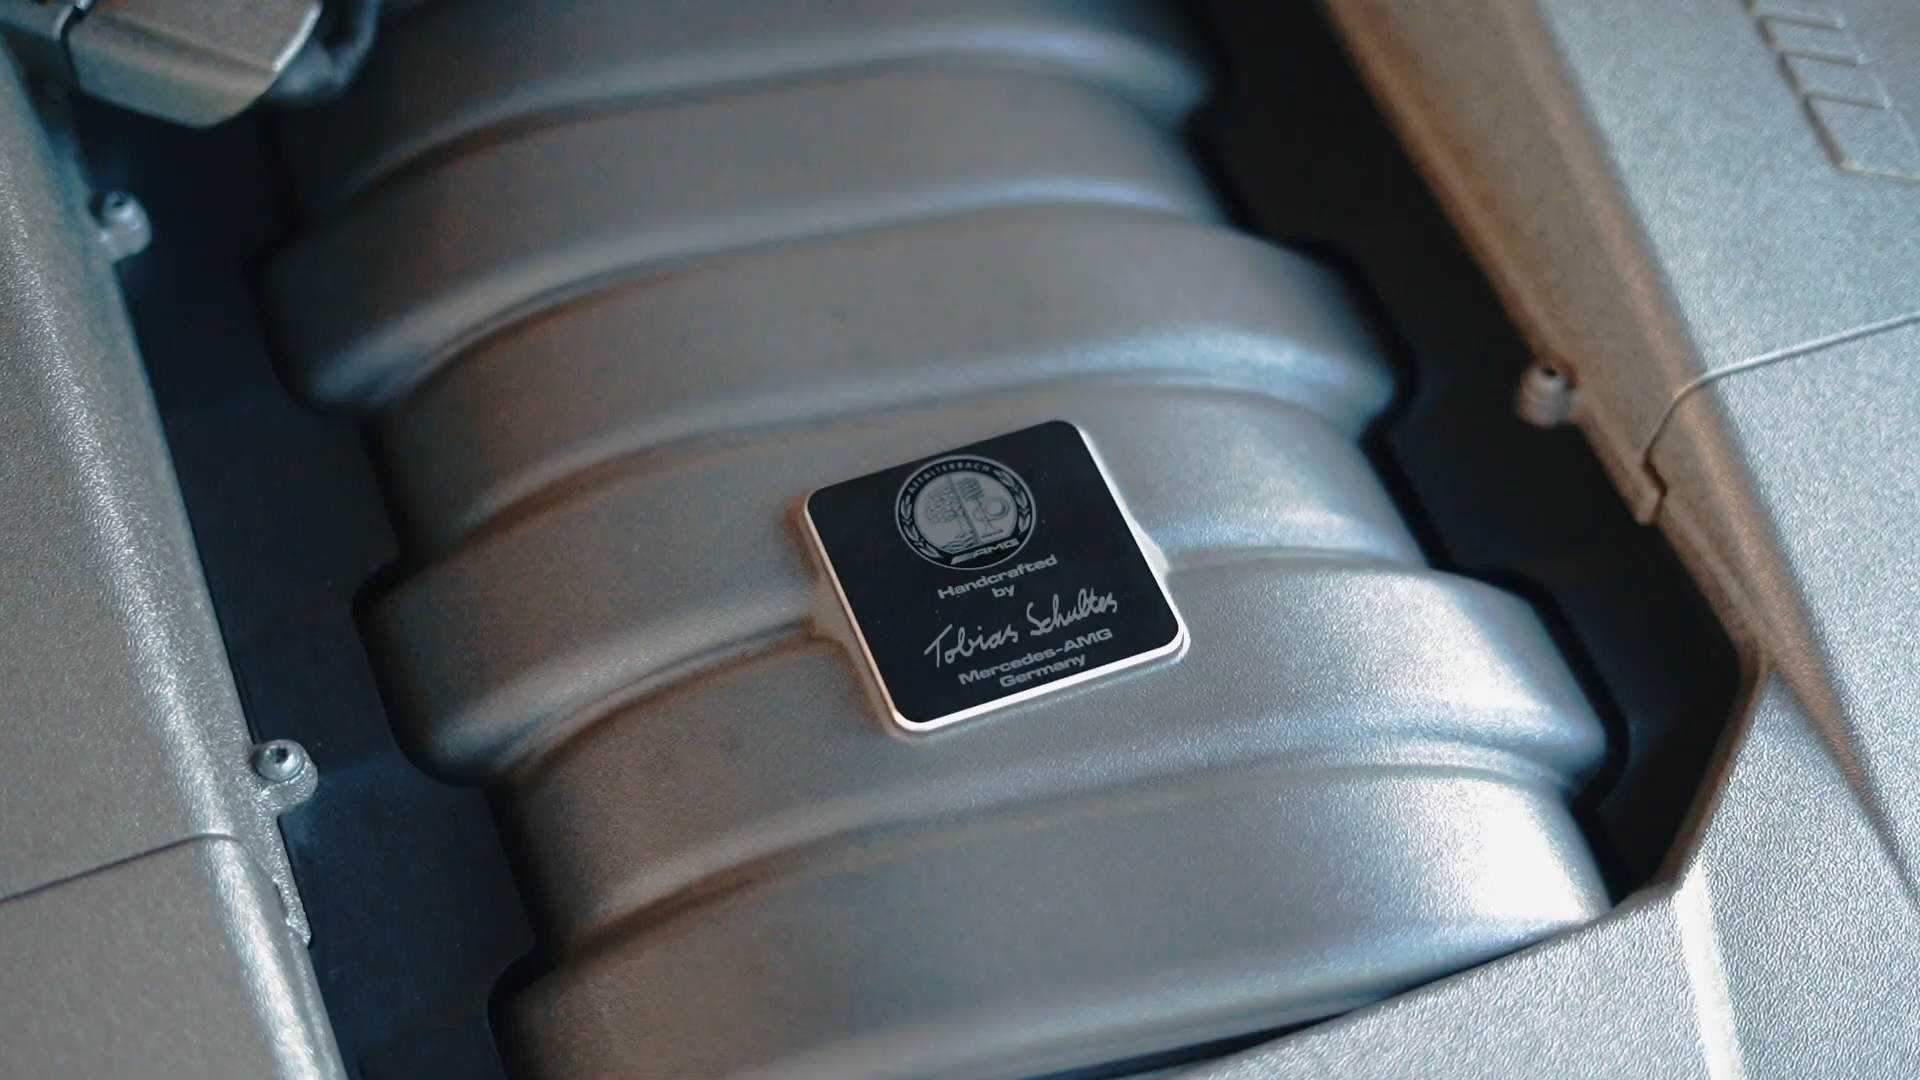 AFFALTERBACH
AMG
Handcrafted
by
Tobias Schultes
Mercedes-AMG
Germany